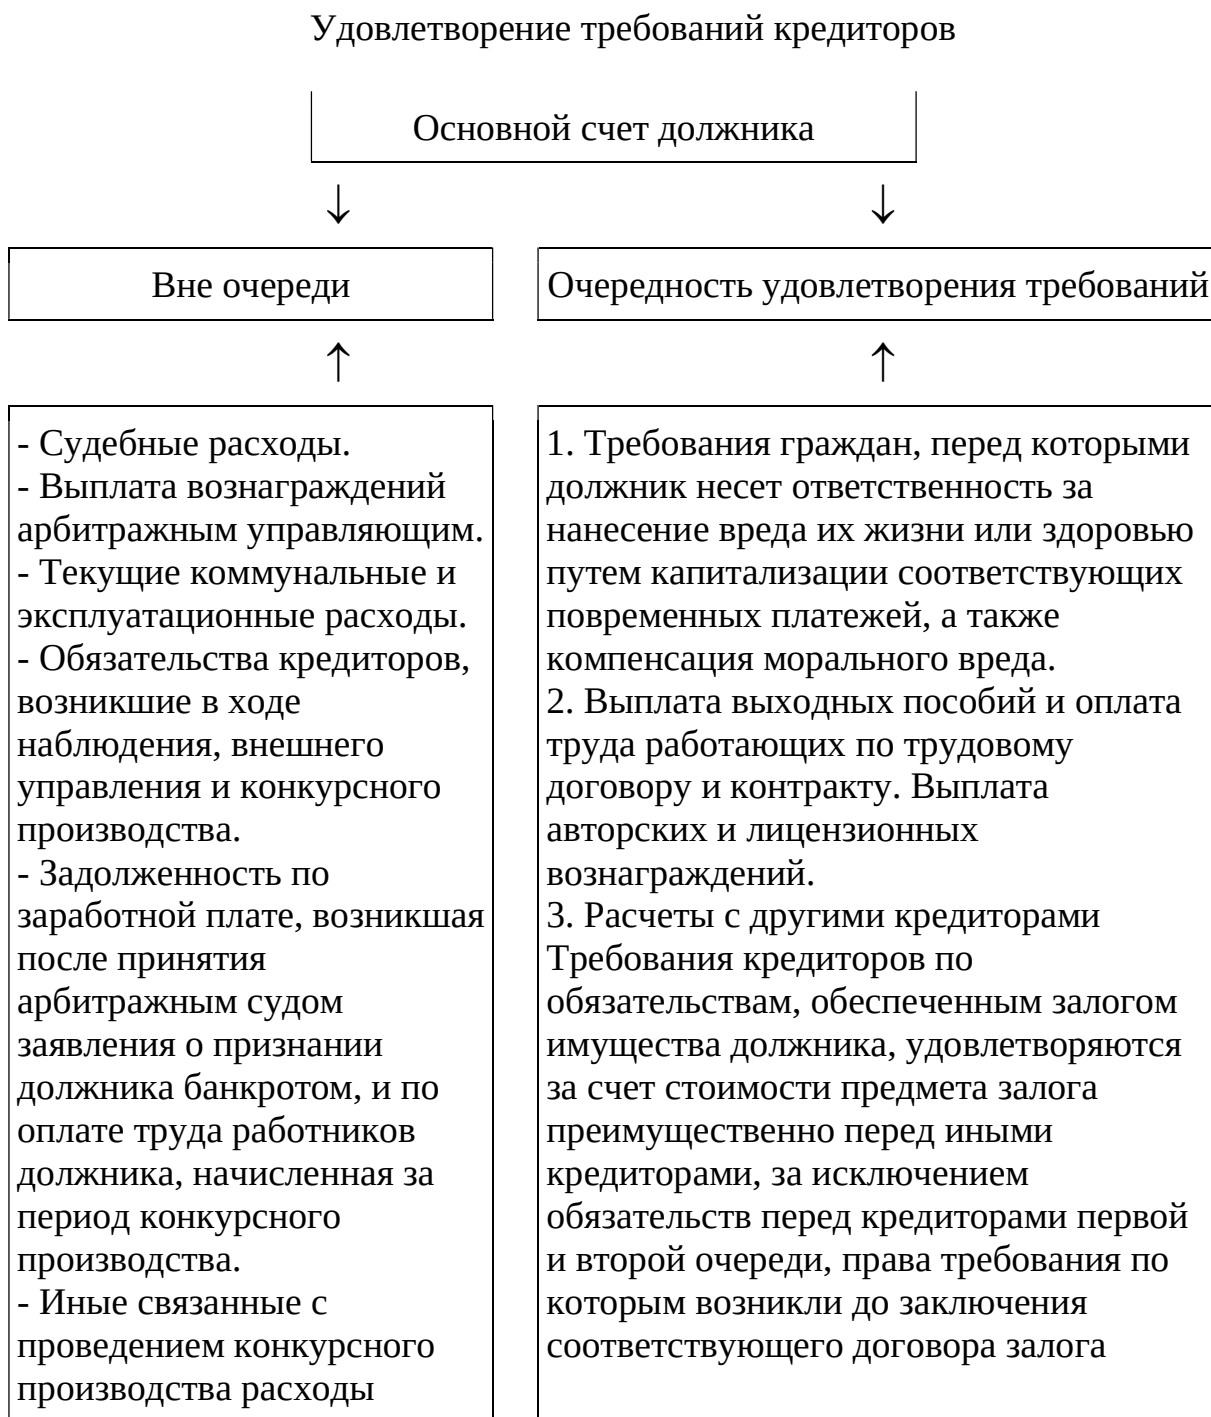 Удовлетворение требований кредиторов
Основной счет должника
Вне очереди
Очередность удовлетворения требований
- Судебные расходы.
- Выплата вознаграждений
арбитражным управляющим.
- Текущие коммунальные и
эксплуатационные расходы.
- Обязательства кредиторов,
возникшие в ходе
наблюдения, внешнего
управления и конкурсного
производства.
- Задолженность по
заработной плате, возникшая
после принятия
арбитражным судом
заявления о признании
должника банкротом, и по
оплате труда работников
должника, начисленная за
период конкурсного
производства.
- Иные связанные с
проведением конкурсного
производства расходы
1. Требования граждан, перед которыми
должник несет ответственность за
нанесение вреда их жизни или здоровью
путем капитализации соответствующих
повременных платежей, а также
компенсация морального вреда.
2. Выплата выходных пособий и оплата
труда работающих по трудовому
договору и контракту. Выплата
авторских и лицензионных
вознаграждений.
3. Расчеты с другими кредиторами
Требования кредиторов по
обязательствам, обеспеченным залогом
имущества должника, удовлетворяются
за счет стоимости предмета залога
преимущественно перед иными
кредиторами, за исключением
обязательств перед кредиторами первой
и второй очереди, права требования по
которым возникли до заключения
соответствующего договора залога